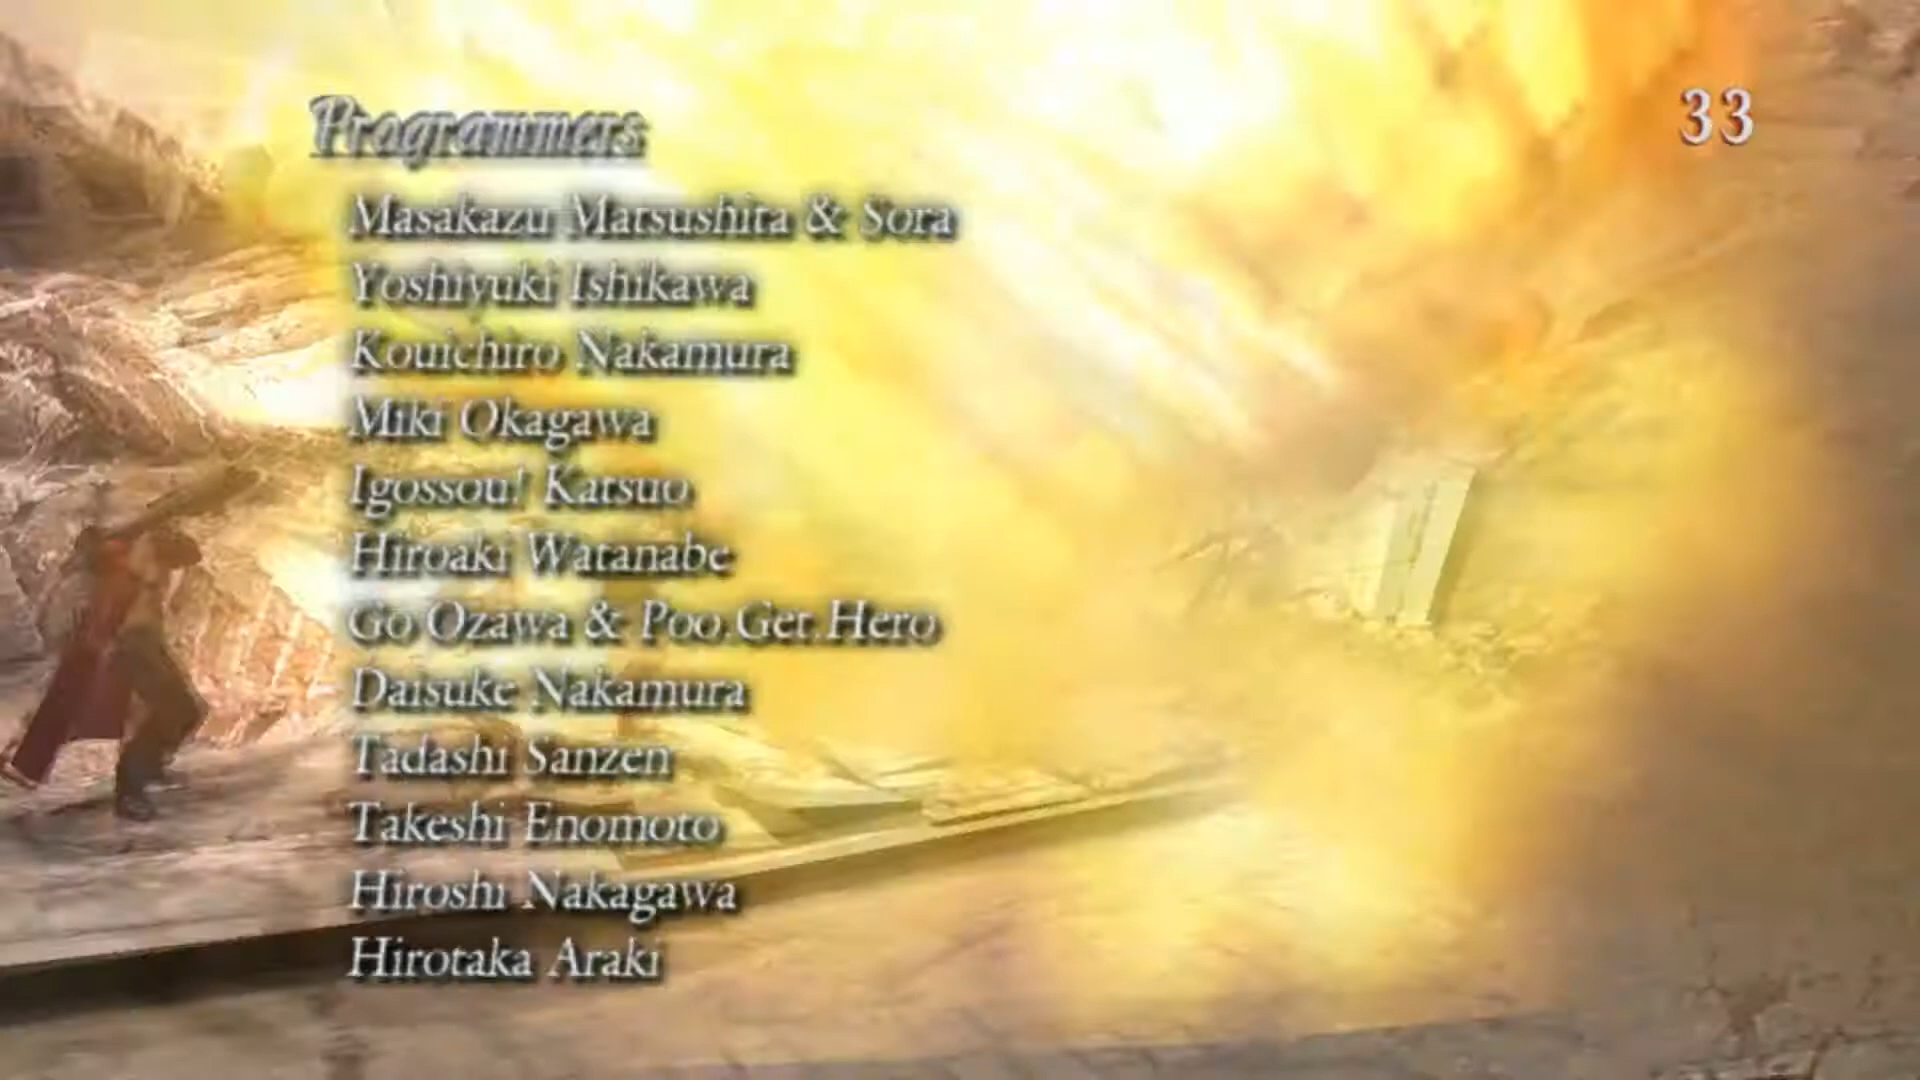 Programmers
33
Masakazu Matsushita & Sora
Yoshiyuki Ishikawa
Kouichiro Nakamura
Miki Okagawa
Igossou! Katsuo
Hiroaki Watanabe
Go Ozawa & Poo.Get.Hero
Daisuke Nakamura
Tadashi Sanzen
Takeshi Enomoto
Hiroshi Nakagawa
Hirotaka Araki